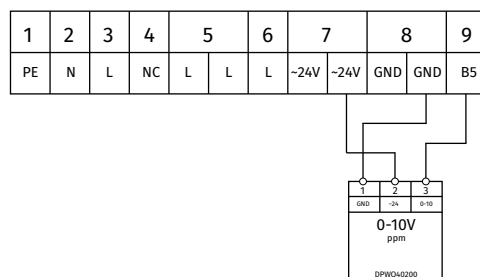 1 2 3 4 5 6 7 8 9
PE N L NC L L L ~24V ~24V GND GND B5
1 2 3
GND ~24 0-10
0-10V
ppm
DPWO40200